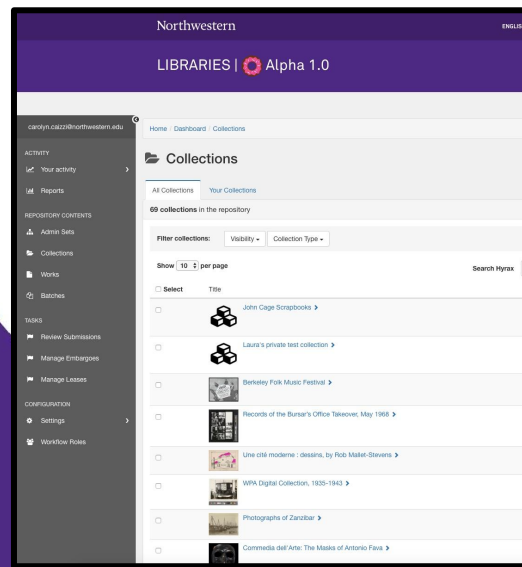 Northwestern
ENGLIS
LIBRARIES | Alpha 1.0
carolyn.caizzi@northwestern.edu
ACTIVITY
Your activity
Reports
REPOSITORY CONTENTS
Admin Sets
Collections
Works
Batches
TASKS
Review Submissions
Manage Embargoes
Manage Leases
CONFIGURATION
Settings
Workflow Roles
Home / Dashboard / Collections
Collections
All Collections Your Collections
69 collections in the repository
Filter collections: Visibility Collection Type
Show 10 per page Search Hyrax
Select Title
John Cage Scrapbooks
Laura's private test collection
Berkeley Folk Music Festival
Records of the Bursar's Office Takeover, May 1968
Une cité moderne : dessins, by Rob Mallet-Stevens
WPA Digital Collection, 1935-1943
Photographs of Zanzibar
Commedia dell'Arte: The Masks of Antonio Fava